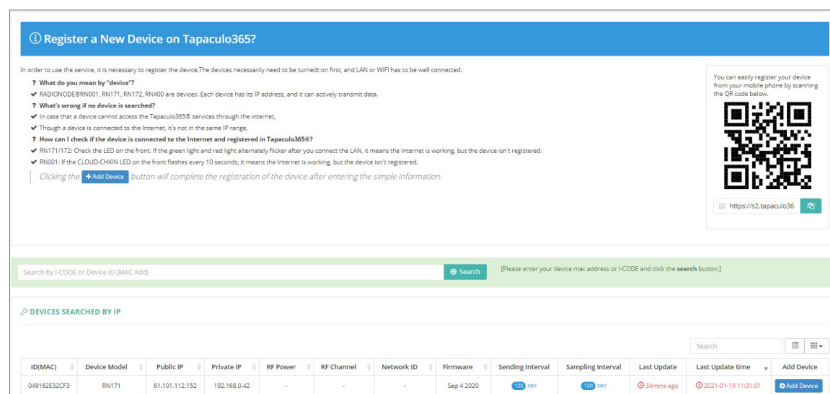 Register a New Device on Tapaculo365?
In order to use the service, it is necessary to register the device.The devices necessarily need to be turnedt on first, and LAN or WIFI has to be well connected.
? What do you mean by "device"?
✔ RADIONODE®RN001, RN171, RN172, RN400 are devices. Each device has its IP address, and it can actively transmit data.
? What's wrong if no device is searched?
✔ In case that a device cannot access the Tapaculo365® services through the internet,
✔ Though a device is connected to the Internet, it's not in the same IP range,
? How can I check if the device is connected to the Internet and registered in Tapaculo365®?
✔ RN171/172: Check the LED on the front. If the green light and red light alternately flicker after you connect the LAN, it means the Internet is working, but the device isn't registered.
✔ RN001: If the CLOUD-CHKIN LED on the front flashes every 10 seconds, it means the Internet is working, but the device isn't registered.
Clicking the + Add Device button will complete the registration of the device after entering the simple information.
You can easily register your device
from your mobile phone by scanning
the QR code below.
https://s2.tapaculo36
Search by I-CODE or Device ID (MAC Add)
Search
[Please enter your device mac address or I-CODE and click the search button.]
DEVICES SEARCHED BY IP
Search
ID(MAC) Device Model Public IP Private IP RF Power RF Channel Network ID Firmware Sending Interval Sampling Interval Last Update Last Update time Add Device
049162E32CF3 RN171 61.101.112.152 192.168.0.42 - - - Sep 4 2020 120 sec 120 sec 34mns ago 2021-01-19 11:31:01 Add Device